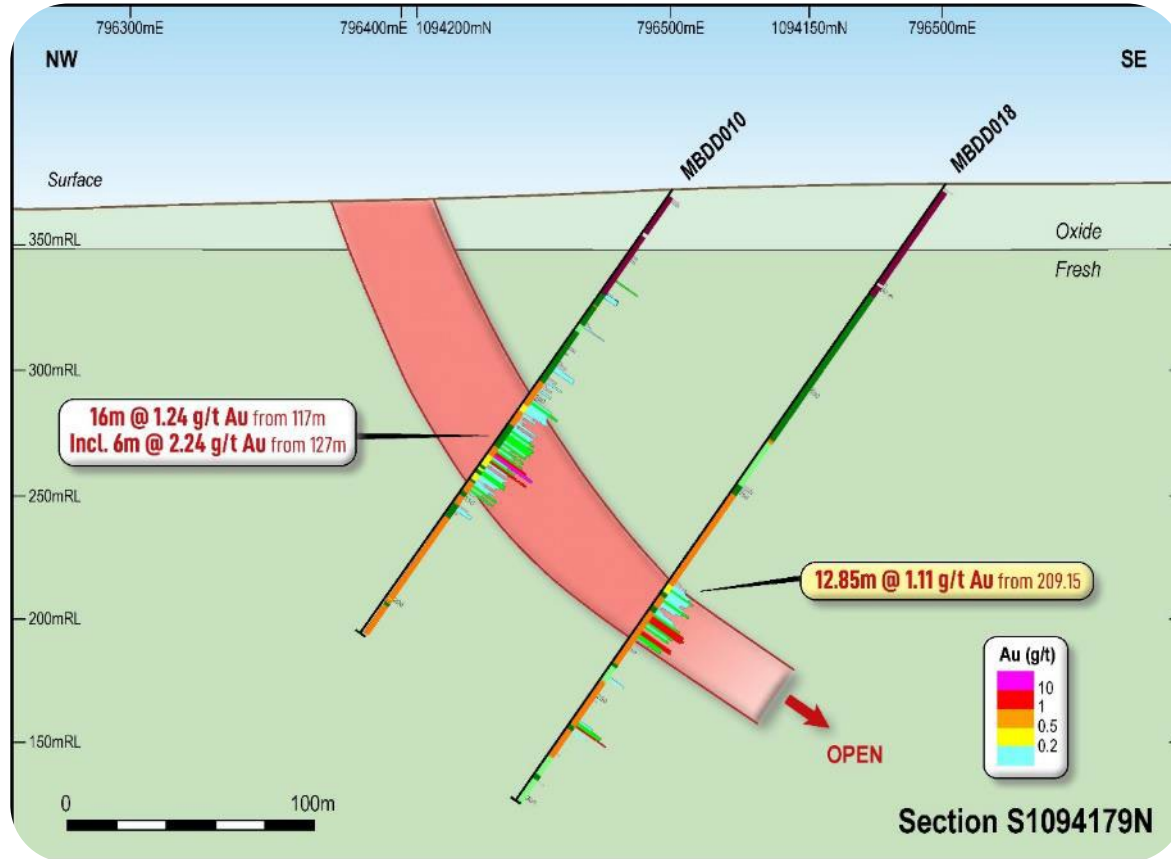 796300mE
796400mE
1094200mN
796500mE
1094150mN
796500mE
NW
SE
MBDD010
MBDD018
Surface
Oxide
350mRL
Fresh
300mRL
16m @ 1.24 g/t Au from 117m
Incl. 6m @ 2.24 g/t Au from 127m
250mRL
12.85m @ 1.11 g/t Au from 209.15
200mRL
Au (g/t)
10
1
0.5
0.2
150mRL
OPEN
0
100m
Section S1094179N